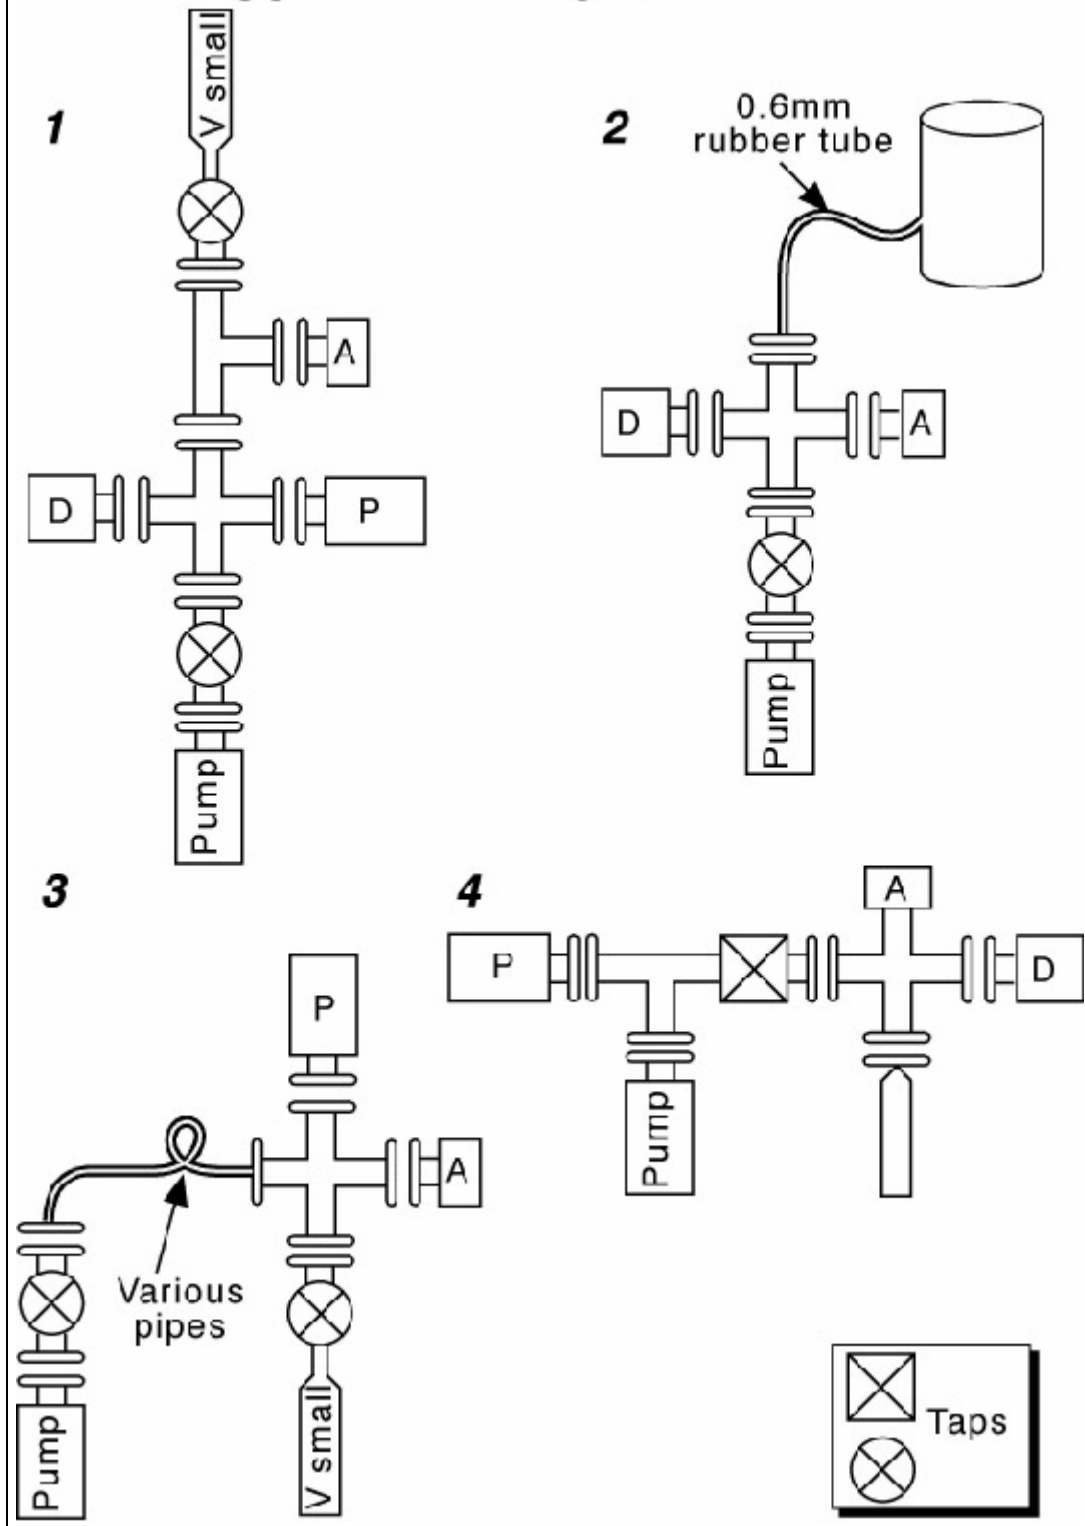 1
V small
A
D
P
Pump
2
0.6mm
rubber tube
D
A
Pump
3
P
A
Various
pipes
Pump
V small
4
A
P
D
Pump
Taps